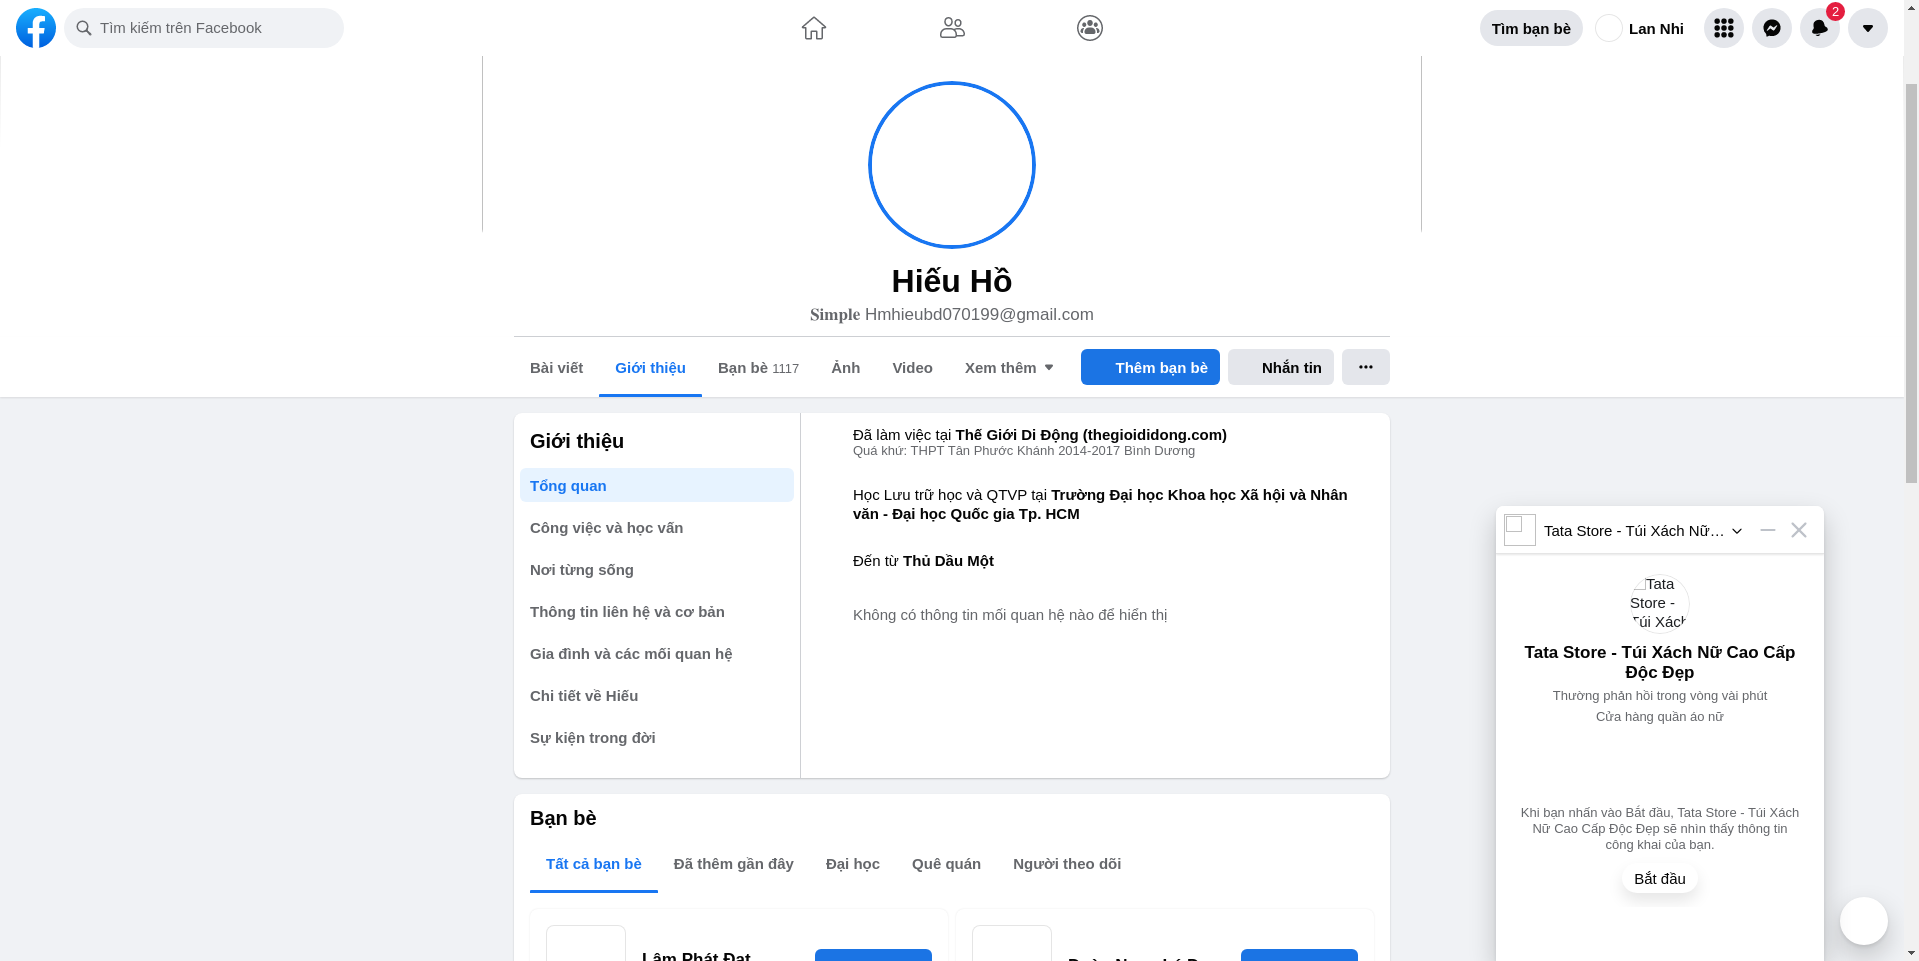 Tìm kiếm trên Facebook
Tìm bạn bè
Lan Nhi
2
Hiếu Hồ
Simple Hmhieubd070199@gmail.com
Bài viết
Giới thiệu
Bạn bè 1117
Ảnh
Video
Xem thêm
Thêm bạn bè
Nhắn tin
Giới thiệu
Tổng quan
Công việc và học vấn
Nơi từng sống
Thông tin liên hệ và cơ bản
Gia đình và các mối quan hệ
Chi tiết về Hiếu
Sự kiện trong đời
Đã làm việc tại Thế Giới Di Động (thegioididong.com)
Quá khứ: THPT Tân Phước Khánh 2014-2017 Bình Dương
Học Lưu trữ học và QTVP tại Trường Đại học Khoa học Xã hội và Nhân
văn - Đại học Quốc gia Tp. HCM
Đến từ Thủ Dầu Một
Không có thông tin mối quan hệ nào để hiển thị
Bạn bè
Tất cả bạn bè
Đã thêm gần đây
Đại học
Quê quán
Người theo dõi
Lâm Phát Đạt
Tata Store - Túi Xách Nữ…
Tata
Store -
Túi Xách
Tata Store - Túi Xách Nữ Cao Cấp
Độc Đẹp
Thường phản hồi trong vòng vài phút
Cửa hàng quần áo nữ
Khi bạn nhấn vào Bắt đầu, Tata Store - Túi Xách
Nữ Cao Cấp Độc Đẹp sẽ nhìn thấy thông tin
công khai của bạn.
Bắt đầu